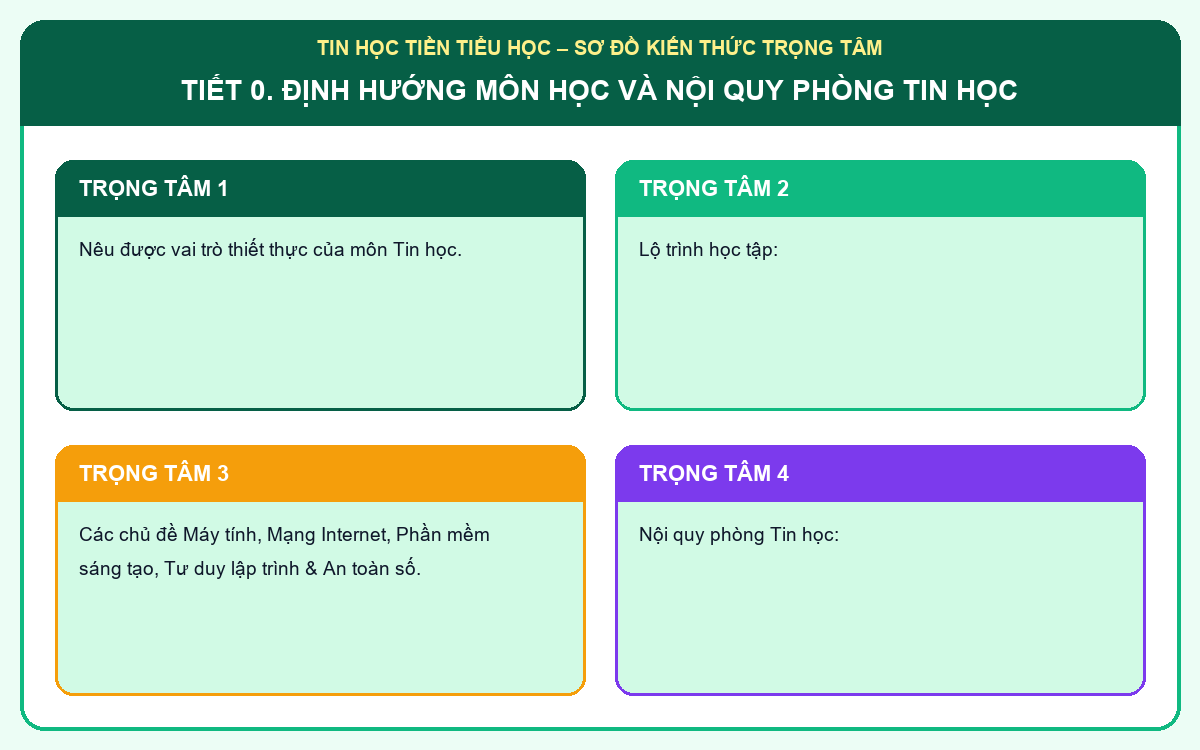 TIN HỌC TIỀN TIỂU HỌC – SƠ ĐỒ KIẾN THỨC TRỌNG TÂM
TIẾT 0. ĐỊNH HƯỚNG MÔN HỌC VÀ NỘI QUY PHÒNG TIN HỌC
TRỌNG TÂM 1
Nêu được vai trò thiết thực của môn Tin học.
TRỌNG TÂM 2
Lộ trình học tập:
TRỌNG TÂM 3
Các chủ đề Máy tính, Mạng Internet, Phần mềm
sáng tạo, Tư duy lập trình & An toàn số.
TRỌNG TÂM 4
Nội quy phòng Tin học: